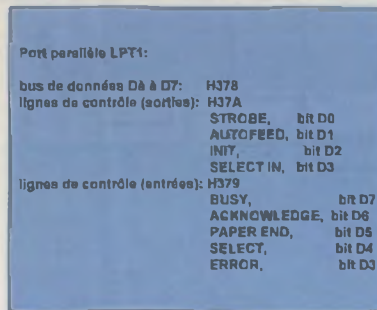 Port parallèle LPT1:
bus de données D0 à D7: H378
lignes de contrôle (sorties): H37A
STROBE, bit D0
AUTOFEED, bit D1
INIT, bit D2
SELECT IN, bit D3
lignes de contrôle (entrées): H379
BUSY, bit D7
ACKNOWLEDGE, bit D6
PAPER END, bit D5
SELECT, bit D4
ERROR, bit D3